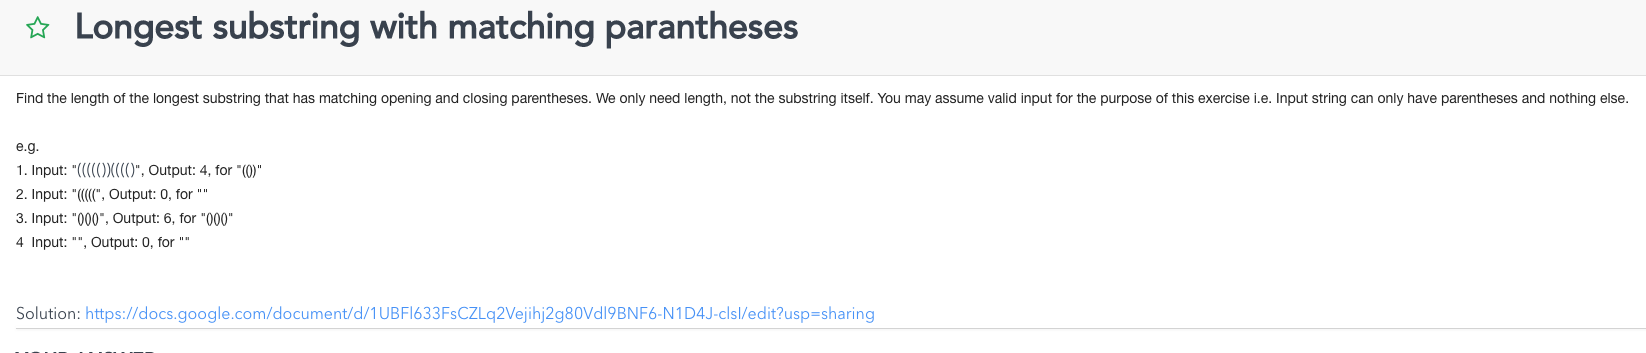 Longest substring with matching parantheses
Find the length of the longest substring that has matching opening and closing parentheses. We only need length, not the substring itself. You may assume valid input for the purpose of this exercise i.e. Input string can only have parentheses and nothing else.
e.g.
1. Input: "((((())(((()", Output: 4, for "(())"
2. Input: "(((((", Output: 0, for ""
3. Input: "()()()", Output: 6, for "()()()"
4 Input: "", Output: 0, for ""
Solution: https://docs.google.com/document/d/1UBFl633FsCZLq2Vejihj2g80Vdl9BNF6-N1D4J-clsI/edit?usp=sharing
YOUR ANSWER